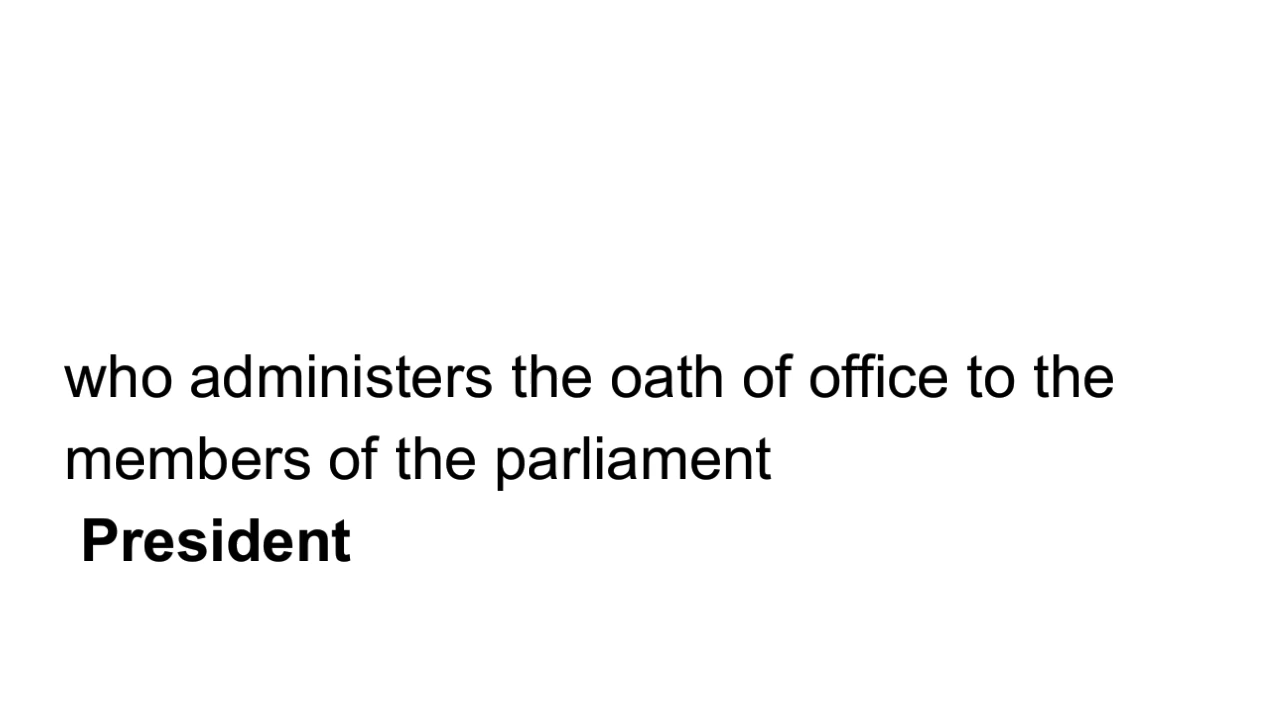 who administers the oath of office to the
members of the parliament
President